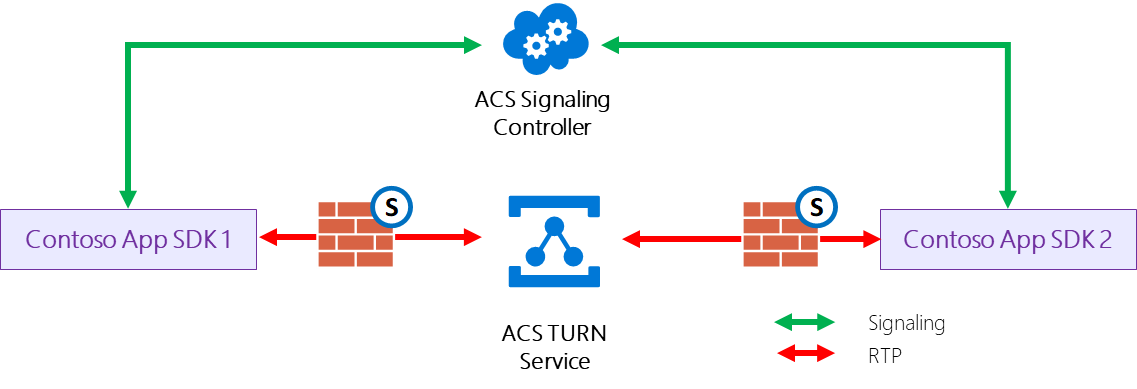 ACS Signaling
Controller
S
S
Contoso App SDK 1
Contoso App SDK 2
ACS TURN
Service
Signaling
RTP